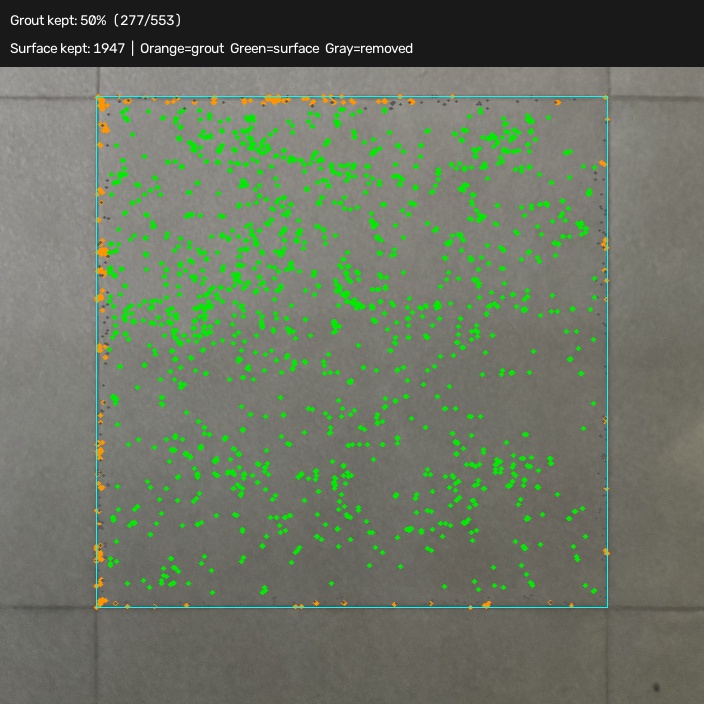 Grout kept: 50%  (277/553)
Surface kept: 1947 | Orange=grout  Green=surface  Gray=removed